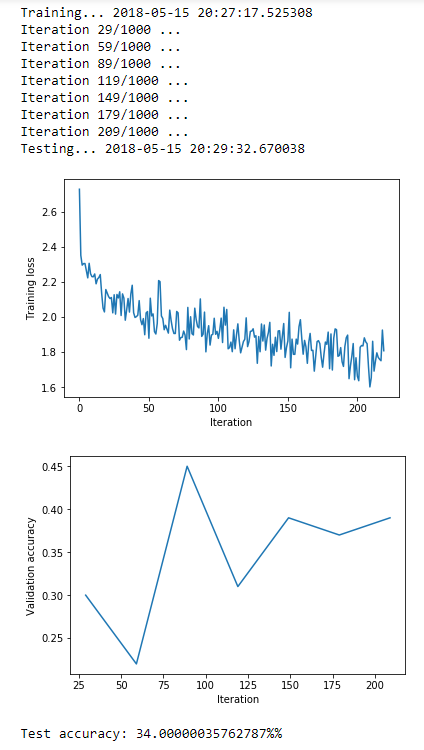 Training... 2018-05-15 20:27:17.525308
Iteration 29/1000 ...
Iteration 59/1000 ...
Iteration 89/1000 ...
Iteration 119/1000 ...
Iteration 149/1000 ...
Iteration 179/1000 ...
Iteration 209/1000 ...
Testing... 2018-05-15 20:29:32.670038
Training loss
2.6
2.4
2.2
2.0
1.8
1.6
0 50 100 150 200
Iteration
Validation accuracy
0.45
0.40
0.35
0.30
0.25
25 50 75 100 125 150 175 200
Iteration
Test accuracy: 34.00000035762787%%